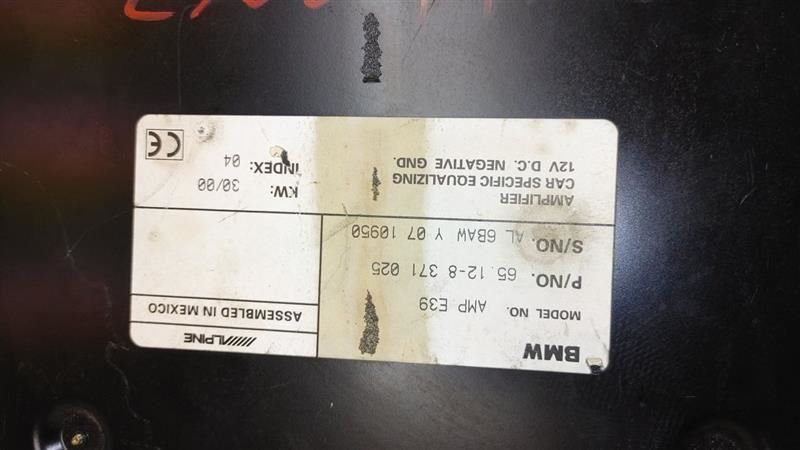 BMW
ALPINE
MODEL NO. AMP E39
ASSEMBLED IN MEXICO
P/NO. 65.12-8 371 025
S/NO. AL 6BAW Y 07 10950
AMPLIFIER
CAR SPECIFIC EQUALIZING
12V D.C. NEGATIVE GND.
KW: 30/00
INDEX: 04
CE